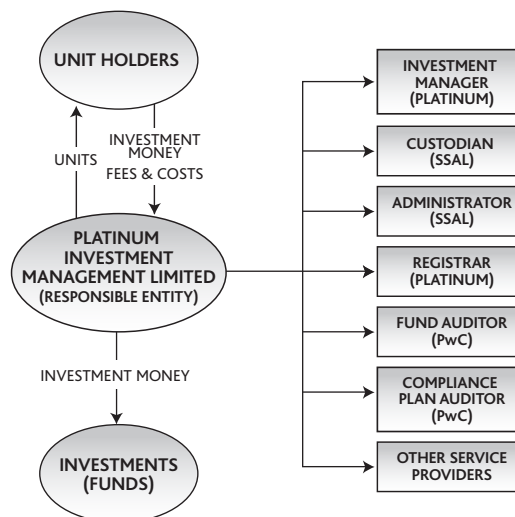 UNIT HOLDERS
UNITS
INVESTMENT
MONEY
FEES & COSTS
PLATINUM
INVESTMENT
MANAGEMENT LIMITED
(RESPONSIBLE ENTITY)
INVESTMENT MONEY
INVESTMENTS
(FUNDS)
INVESTMENT
MANAGER
(PLATINUM)
CUSTODIAN
(SSAL)
ADMINISTRATOR
(SSAL)
REGISTRAR
(PLATINUM)
FUND AUDITOR
(PwC)
COMPLIANCE
PLAN AUDITOR
(PwC)
OTHER SERVICE
PROVIDERS